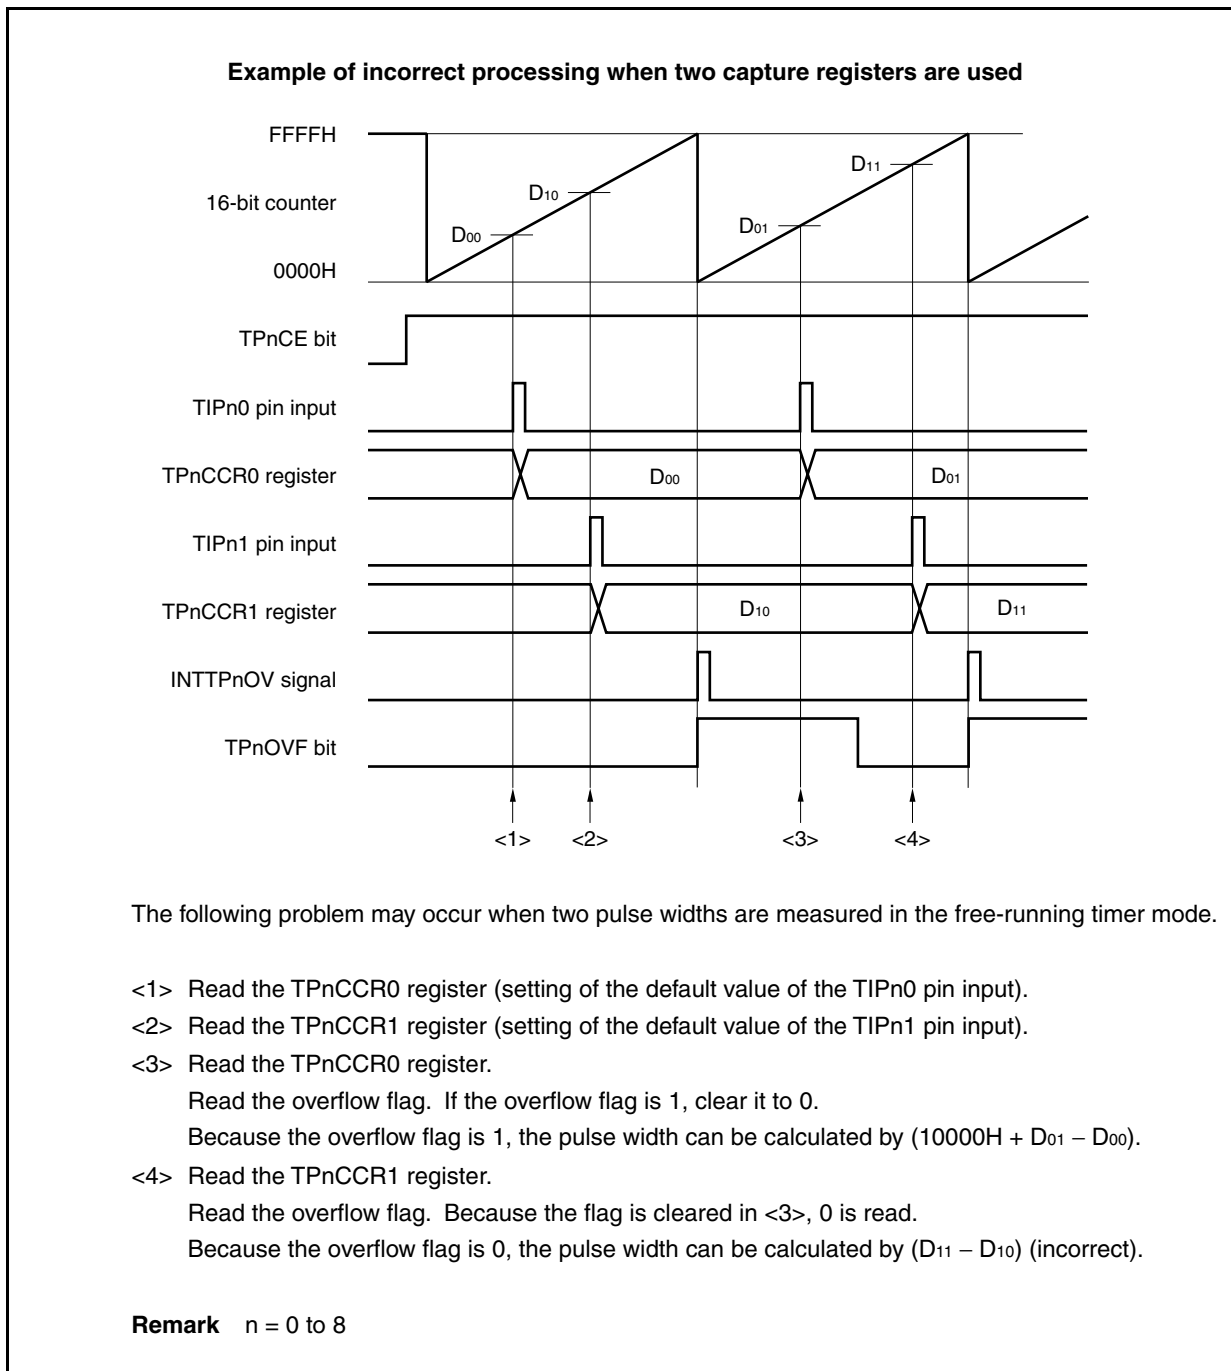 Example of incorrect processing when two capture registers are used
FFFFH
D11
D10
16-bit counter
D01
D00
0000H
TPnCE bit
TIPn0 pin input
TPnCCR0 register
D00
D01
TIPn1 pin input
TPnCCR1 register
D10
D11
INTTPnOV signal
TPnOVF bit
<1>
<2>
<3>
<4>
The following problem may occur when two pulse widths are measured in the free-running timer mode.
<1> Read the TPnCCR0 register (setting of the default value of the TIPn0 pin input).
<2> Read the TPnCCR1 register (setting of the default value of the TIPn1 pin input).
<3> Read the TPnCCR0 register.
Read the overflow flag. If the overflow flag is 1, clear it to 0.
Because the overflow flag is 1, the pulse width can be calculated by (10000H + D01 − D00).
<4> Read the TPnCCR1 register.
Read the overflow flag. Because the flag is cleared in <3>, 0 is read.
Because the overflow flag is 0, the pulse width can be calculated by (D11 − D10) (incorrect).
Remark n = 0 to 8